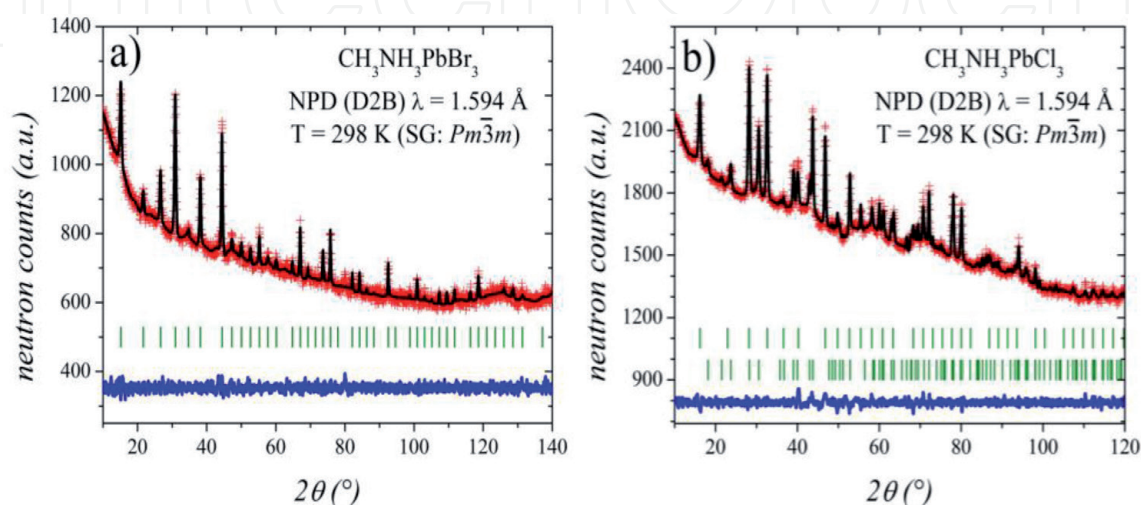 a)
CH₃NH₃PbBr₃
NPD (D2B) λ = 1.594 Å
T = 298 K (SG: Pm3̅m)
neutron counts (a.u.)
1400
1200
1000
800
600
400
20 40 60 80 100 120 140
2θ (°)
b)
CH₃NH₃PbCl₃
NPD (D2B) λ = 1.594 Å
T = 298 K (SG: Pm3̅m)
neutron counts (a.u.)
2400
2100
1800
1500
1200
900
20 40 60 80 100 120
2θ (°)